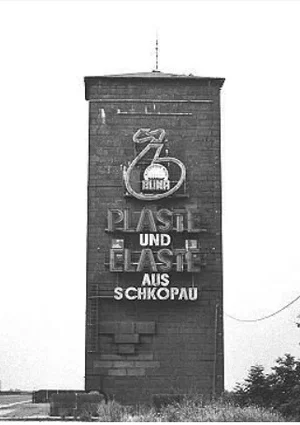 BUNA
PLASTE
UND
ELASTE
AUS
SCHKOPAU